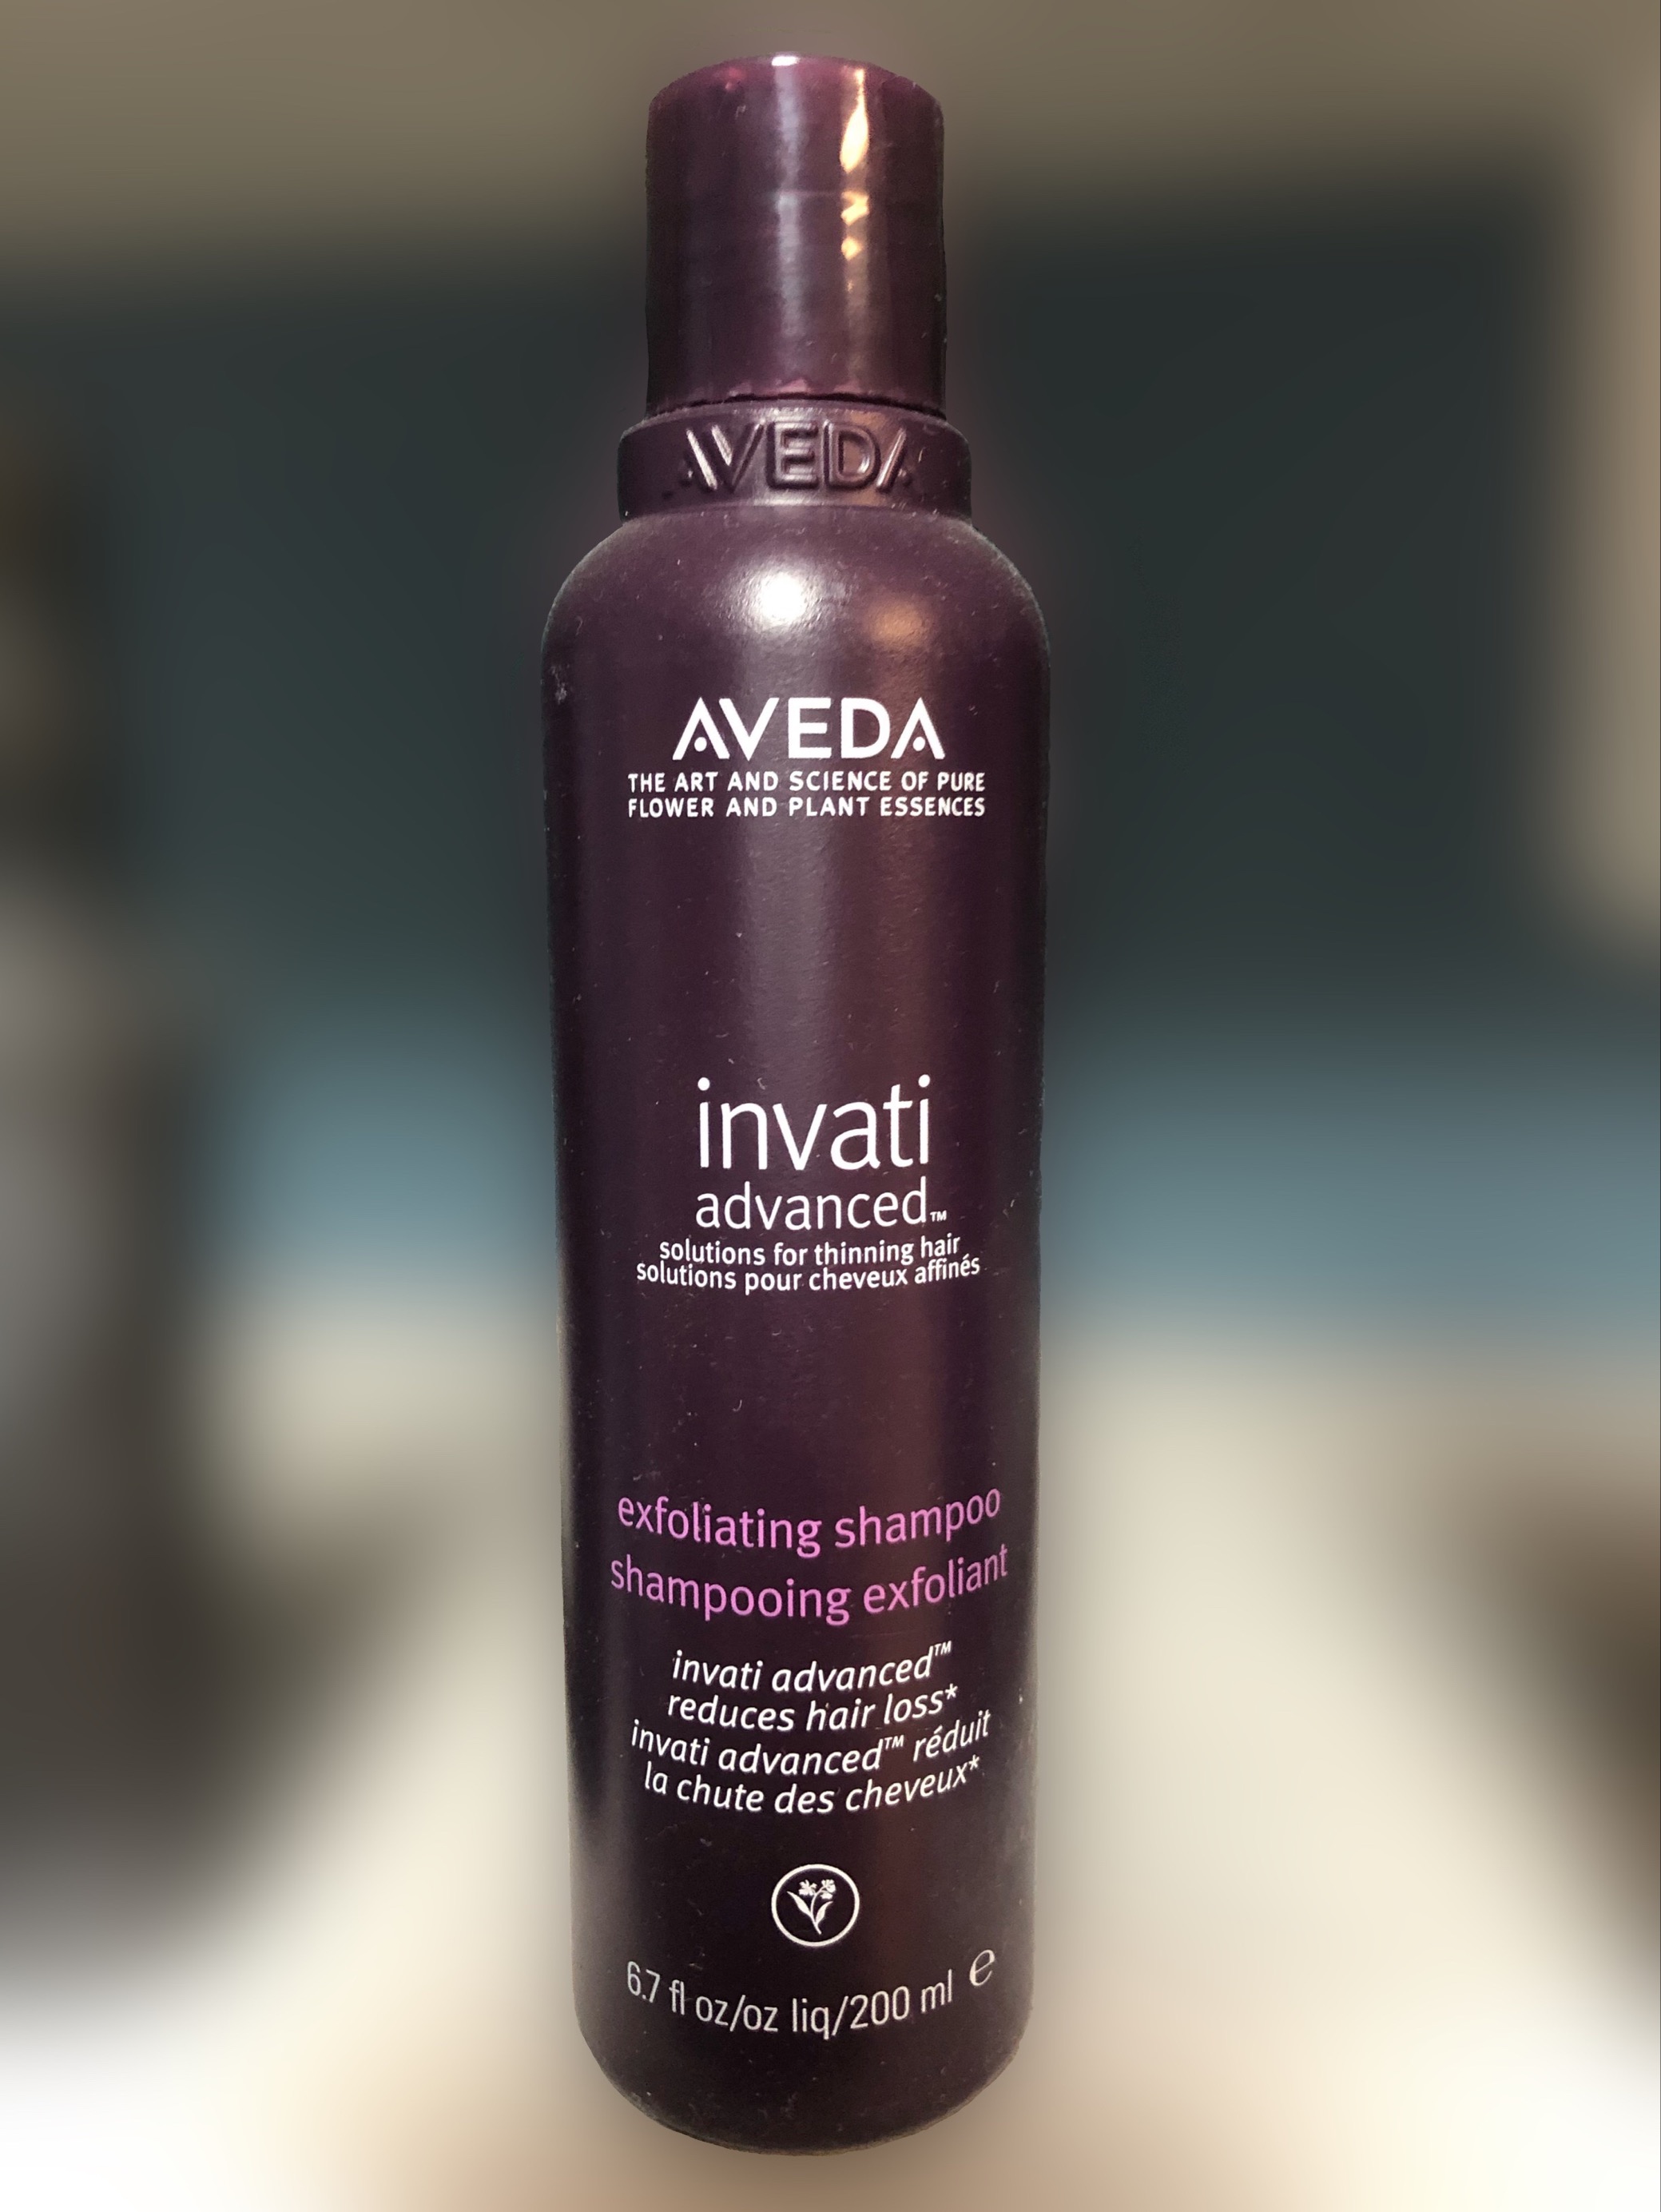 AVEDA
AVEDA
THE ART AND SCIENCE OF PURE
FLOWER AND PLANT ESSENCES
invati
advanced™
solutions for thinning hair
solutions pour cheveux affinés
exfoliating shampoo
shampooing exfoliant
invati advanced™
reduces hair loss*
invati advanced™ réduit
la chute des cheveux*
6.7 fl oz/oz liq/200 ml ℮